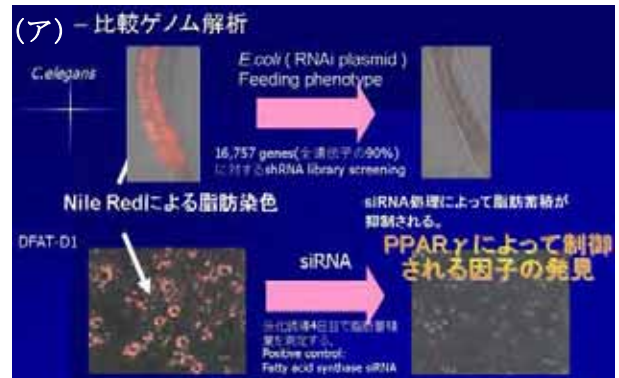 (ア) – 比較ゲノム解析
C.elegans
E.coli ( RNAi plasmid )
Feeding phenotype
16,757 genes(全遺伝子の90%)
に対するshRNA library screening
Nile Redによる脂肪染色
siRNA処理によって脂肪蓄積が
抑制される。
PPARγによって制御
される因子の発見
DFAT-D1
siRNA
分化誘導4日目で脂肪蓄積
量を測定する。
Positive control:
Fatty acid synthase siRNA